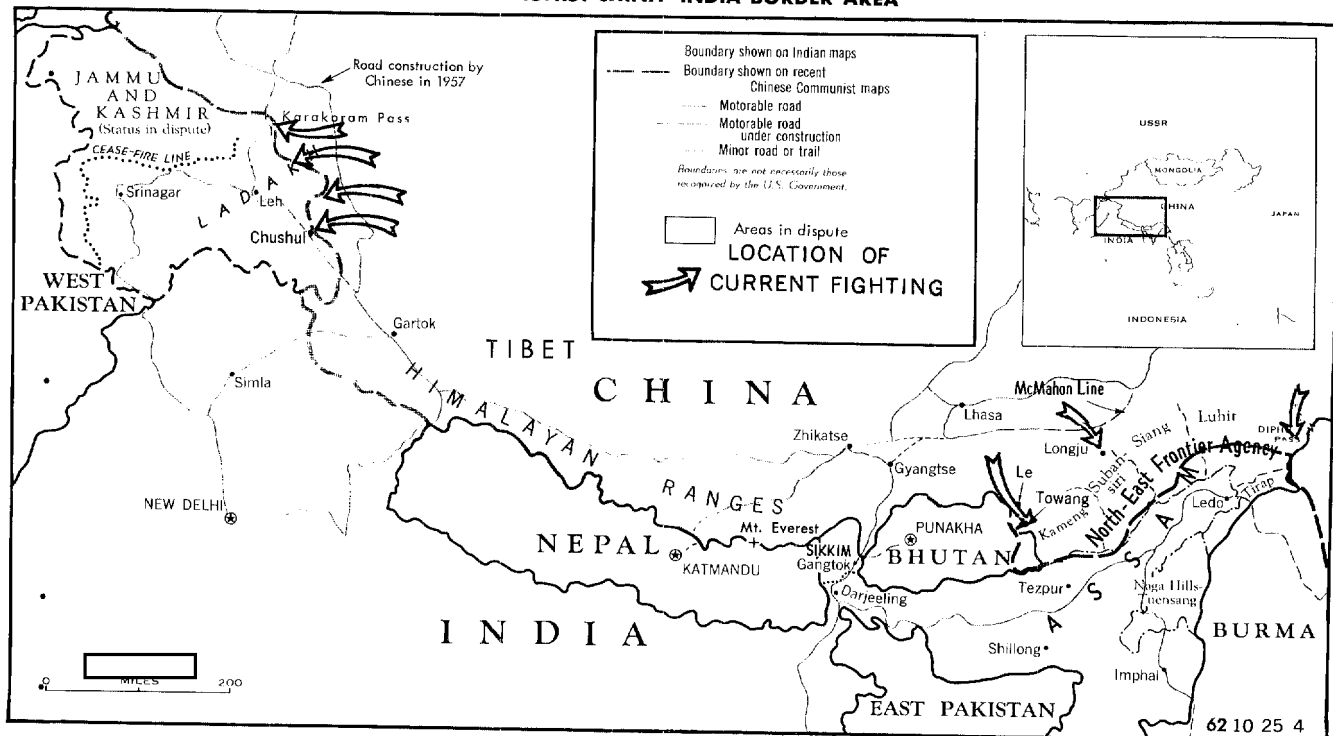 CHINA-INDIA BORDER AREA
Boundary shown on Indian maps
Boundary shown on recent
Chinese Communist maps
Motorable road
Motorable road
under construction
Minor road or trail
Boundaries are not necessarily those
recognized by the U.S. Government.
Areas in dispute
LOCATION OF
CURRENT FIGHTING
USSR
MONGOLIA
CHINA
JAPAN
INDIA
INDONESIA
Road construction by
Chinese in 1957
JAMMU
AND
KASHMIR
(Status in dispute)
Karakoram Pass
CEASE-FIRE LINE
Srinagar
LADAK
Leh
Chushul
WEST
PAKISTAN
Gartok
TIBET
Simla
CHINA
HIMALAYAN RANGES
McMahon Line
Lhasa
Luhir
Zhikatse
Longju
Siang
DIPHU
PASS
Gyangtse
Le
Suban-
siri
North-East Frontier Agency
Towang
Kameng
Ledo
Tirap
NEW DELHI
Mt. Everest
PUNAKHA
NEPAL
KATMANDU
SIKKIM
Gangtok
BHUTAN
ASSAM
Darjeeling
Tezpur
Naga Hills-
Tuensang
INDIA
Shillong
BURMA
Imphal
0 MILES 200
EAST PAKISTAN
62 10 25 4